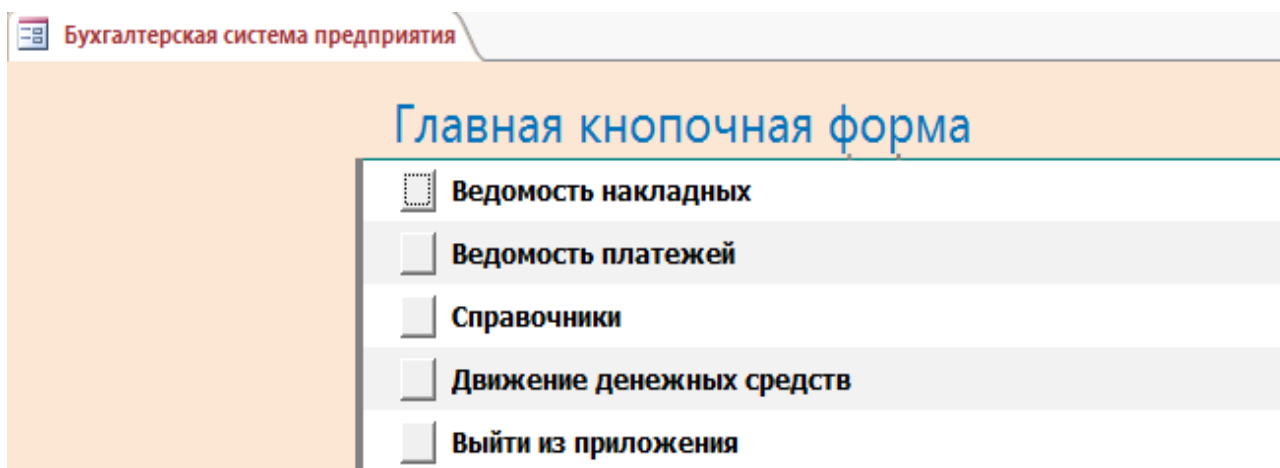 Бухгалтерская система предприятия
Главная кнопочная форма
Ведомость накладных
Ведомость платежей
Справочники
Движение денежных средств
Выйти из приложения